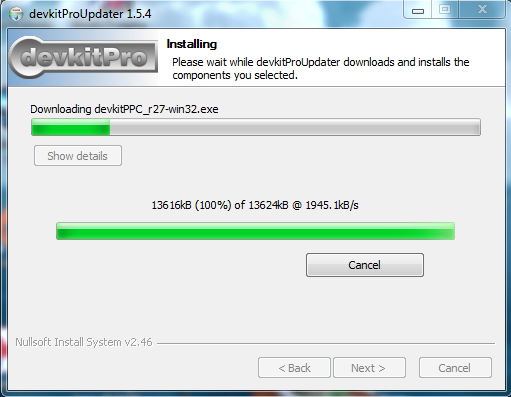 devkitProUpdater 1.5.4
devkitPro
Installing
Please wait while devkitProUpdater downloads and installs the
components you selected.
Downloading devkitPPC_r27-win32.exe
Show details
13616kB (100%) of 13624kB @ 1945.1kB/s
Cancel
Nullsoft Install System v2.46
< Back
Next >
Cancel